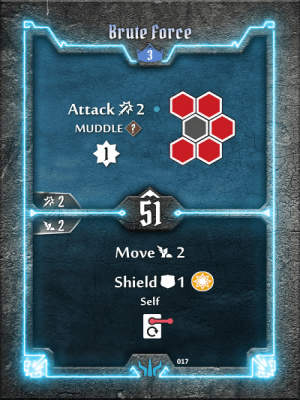 Brute Force
3
Attack 2
MUDDLE ?
1
2
51
2
Move 2
Shield 1
Self
017